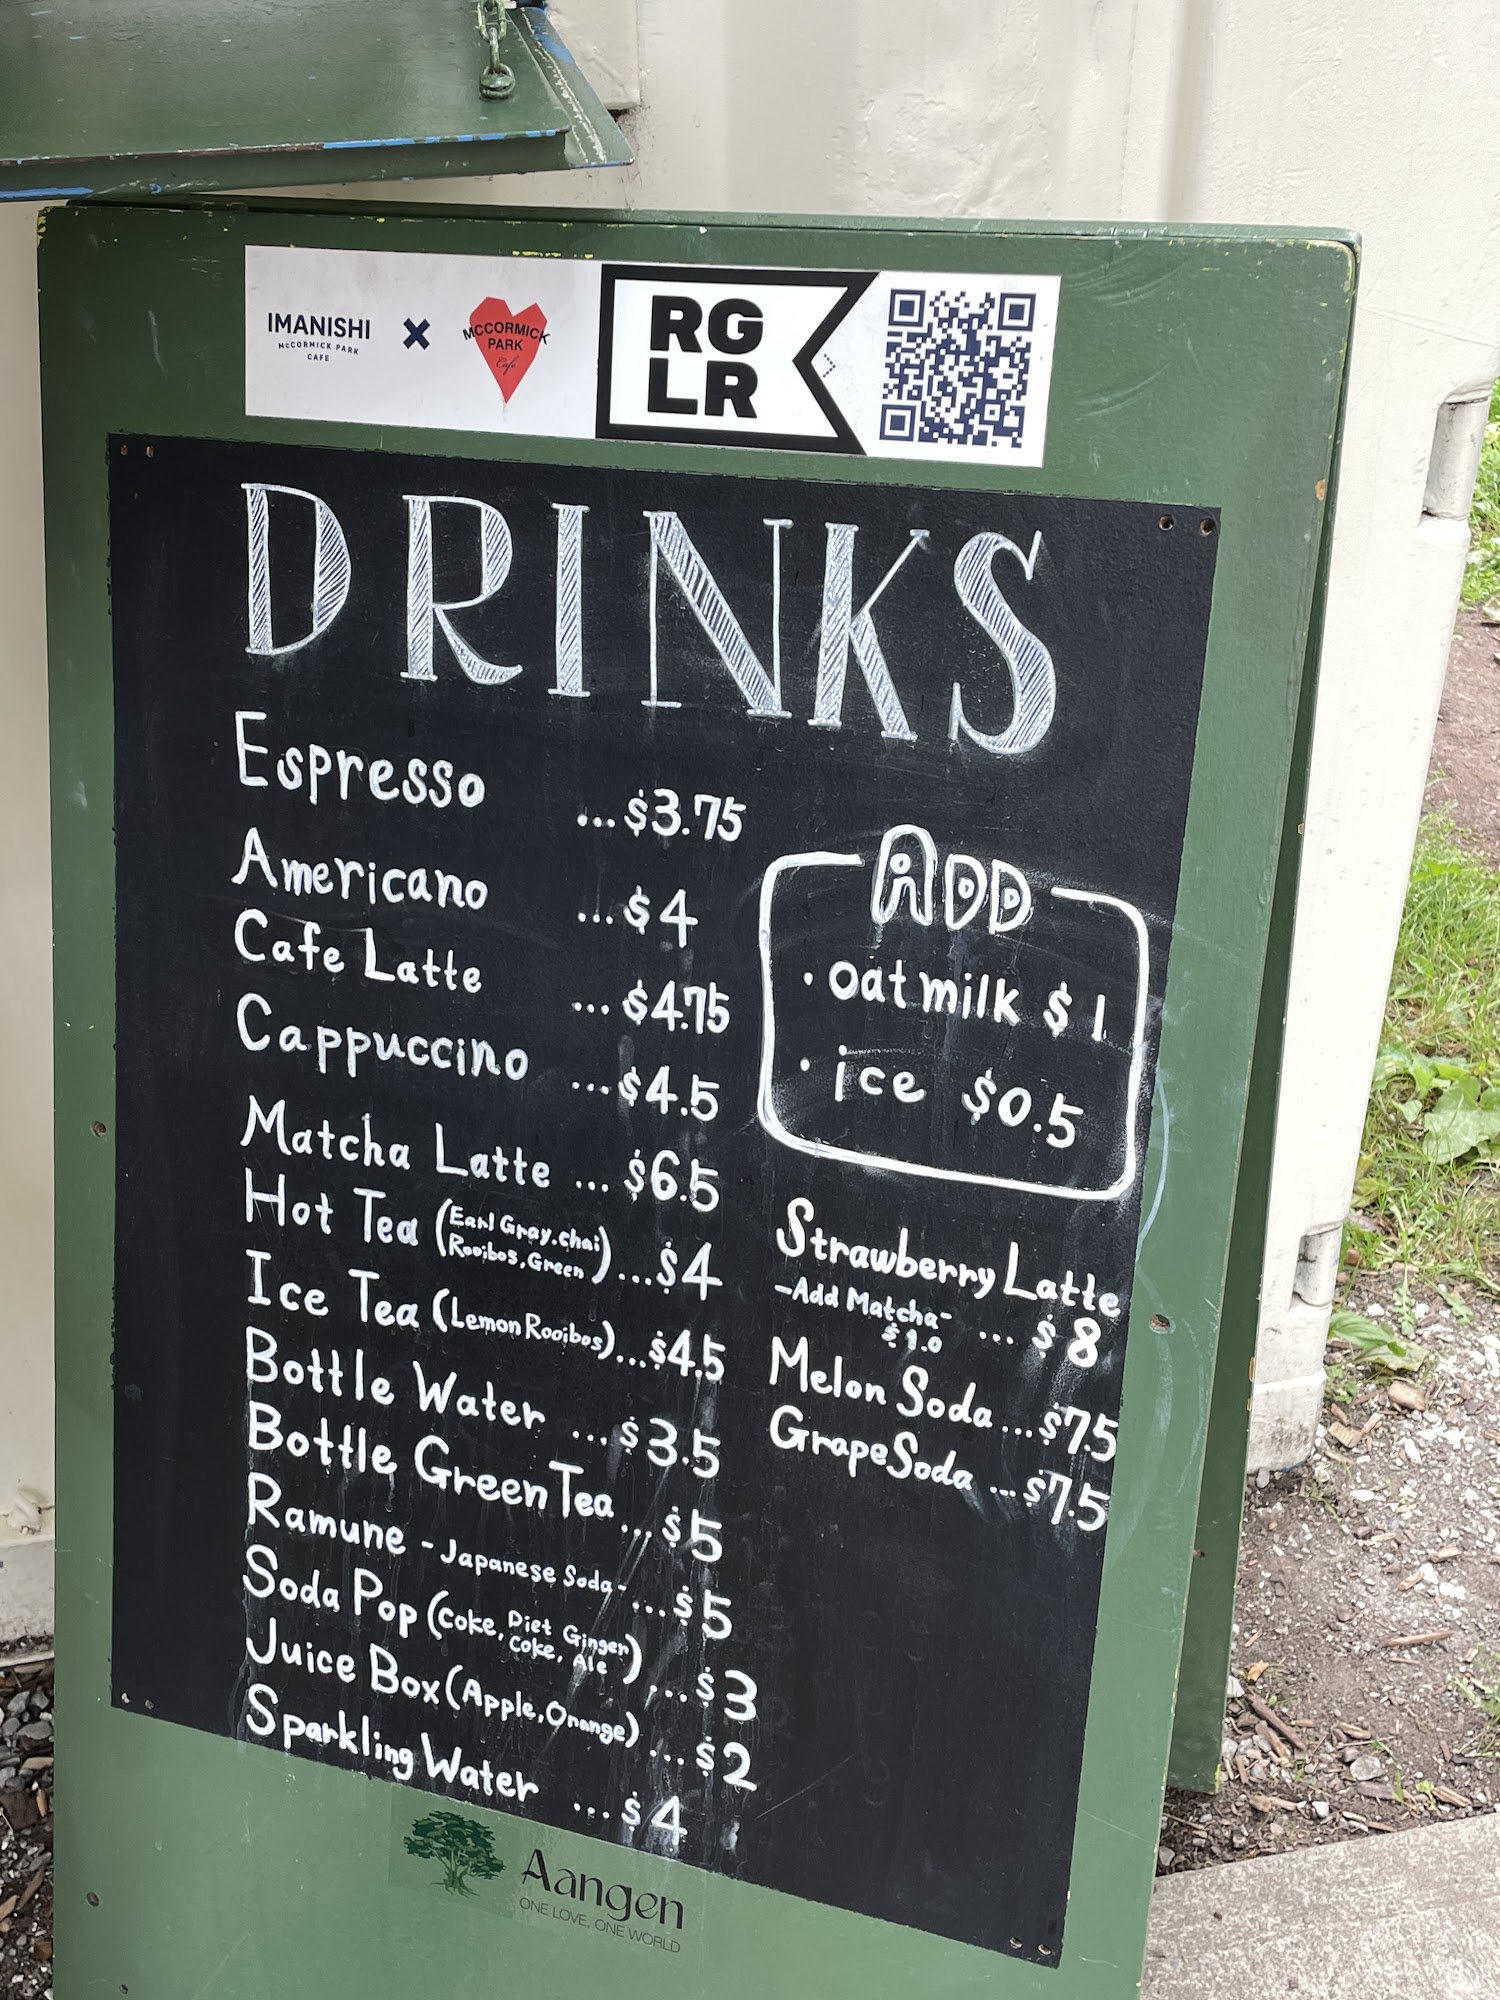 IMANISHI
McCORMICK PARK
CAFE
X
MCCORMICK
PARK
Cafe
RG
LR
DRINKS
Espresso ...$3.75
Americano ...$4
Cafe Latte ...$4.75
Cappuccino ...$4.5
Matcha Latte ...$6.5
Hot Tea (Earl Gray, chai
Rooibos, Green) ...$4
Ice Tea (Lemon Rooibos)...$4.5
Bottle Water ...$3.5
Bottle Green Tea ...$5
Ramune -Japanese Soda- ...$5
Soda Pop (Coke, Diet Coke, Ginger Ale) ...$3
Juice Box (Apple, Orange) ...$2
Sparkling Water ...$4
ADD
· oat milk $1
· ice $0.5
Strawberry Latte ... $8
-Add Matcha-
$1.0
Melon Soda ...$7.5
Grape Soda ...$7.5
Aangen
ONE LOVE, ONE WORLD